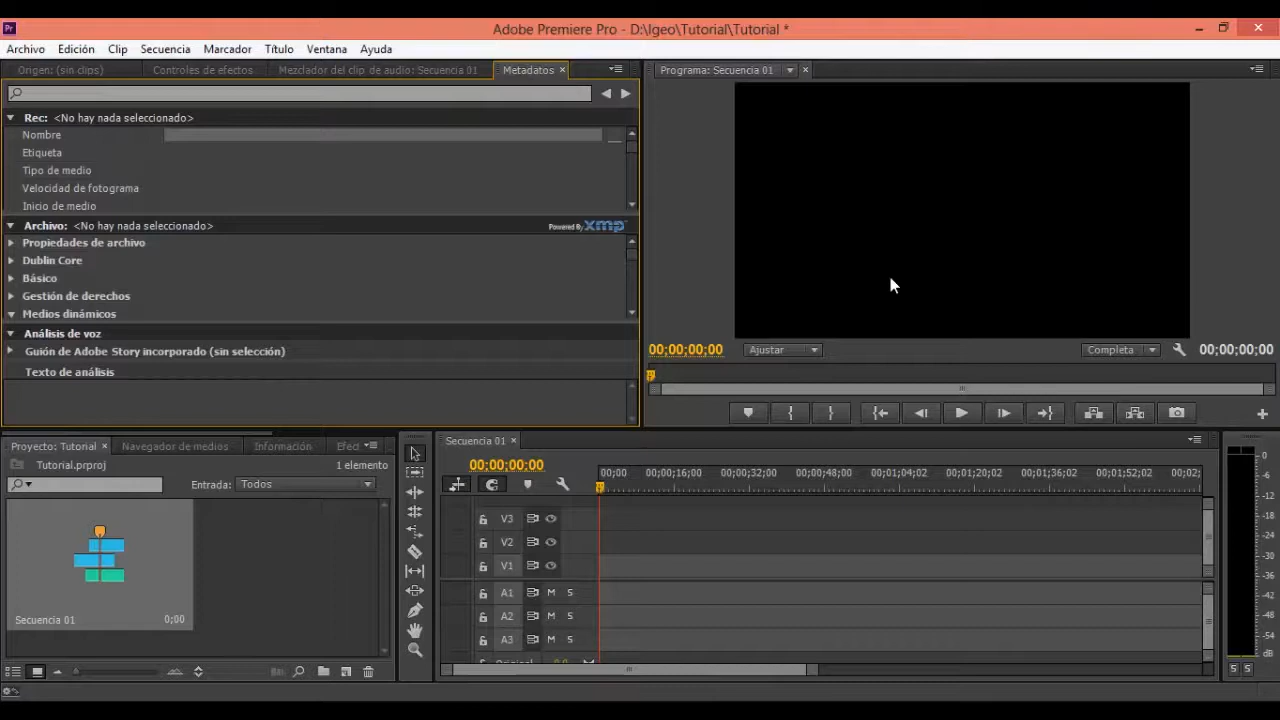 Pr
Adobe Premiere Pro - D:\Igeo\Tutorial\Tutorial *
Archivo Edición Clip Secuencia Marcador Título Ventana Ayuda
Origen: (sin clips) Controles de efectos Mezclador del clip de audio: Secuencia 01 Metadatos
Programa: Secuencia 01
Rec: <No hay nada seleccionado>
Nombre
Etiqueta
Tipo de medio
Velocidad de fotograma
Inicio de medio
Archivo: <No hay nada seleccionado>
Powered By xmp
Propiedades de archivo
Dublin Core
Básico
Gestión de derechos
Medios dinámicos
Análisis de voz
Guión de Adobe Story incorporado (sin selección)
Texto de análisis
00;00;00;00 Ajustar Completa 00;00;00;00
Proyecto: Tutorial Navegador de medios Información Efec
Tutorial.prproj 1 elemento
Entrada: Todos
Secuencia 01 0;00
Secuencia 01
00;00;00;00
00;00 00;00;16;00 00;00;32;00 00;00;48;00 00;01;04;02 00;01;20;02 00;01;36;02 00;01;52;02 00;02;
V3
V2
V1
A1 M S
A2 M S
A3 M S
Original 0,0
0
-6
-12
-18
-24
-30
-36
-42
-48
-54
dB
S S